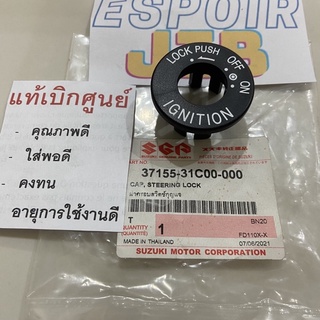 ESPOIR
JTB
LOCK PUSH OFF ON
IGNITION
แท้เบิกศูนย์
- คุณภาพดี
- ใส่พอดี
- คงทน
อายุการใช้งานดี
SGP
37155-31C00-000
CAP, STEERING LOCK
T
BN20
QUANTITY
1
FD110X-X
MADE IN THAILAND
07/06/2021
SUZUKI MOTOR CORPORATION